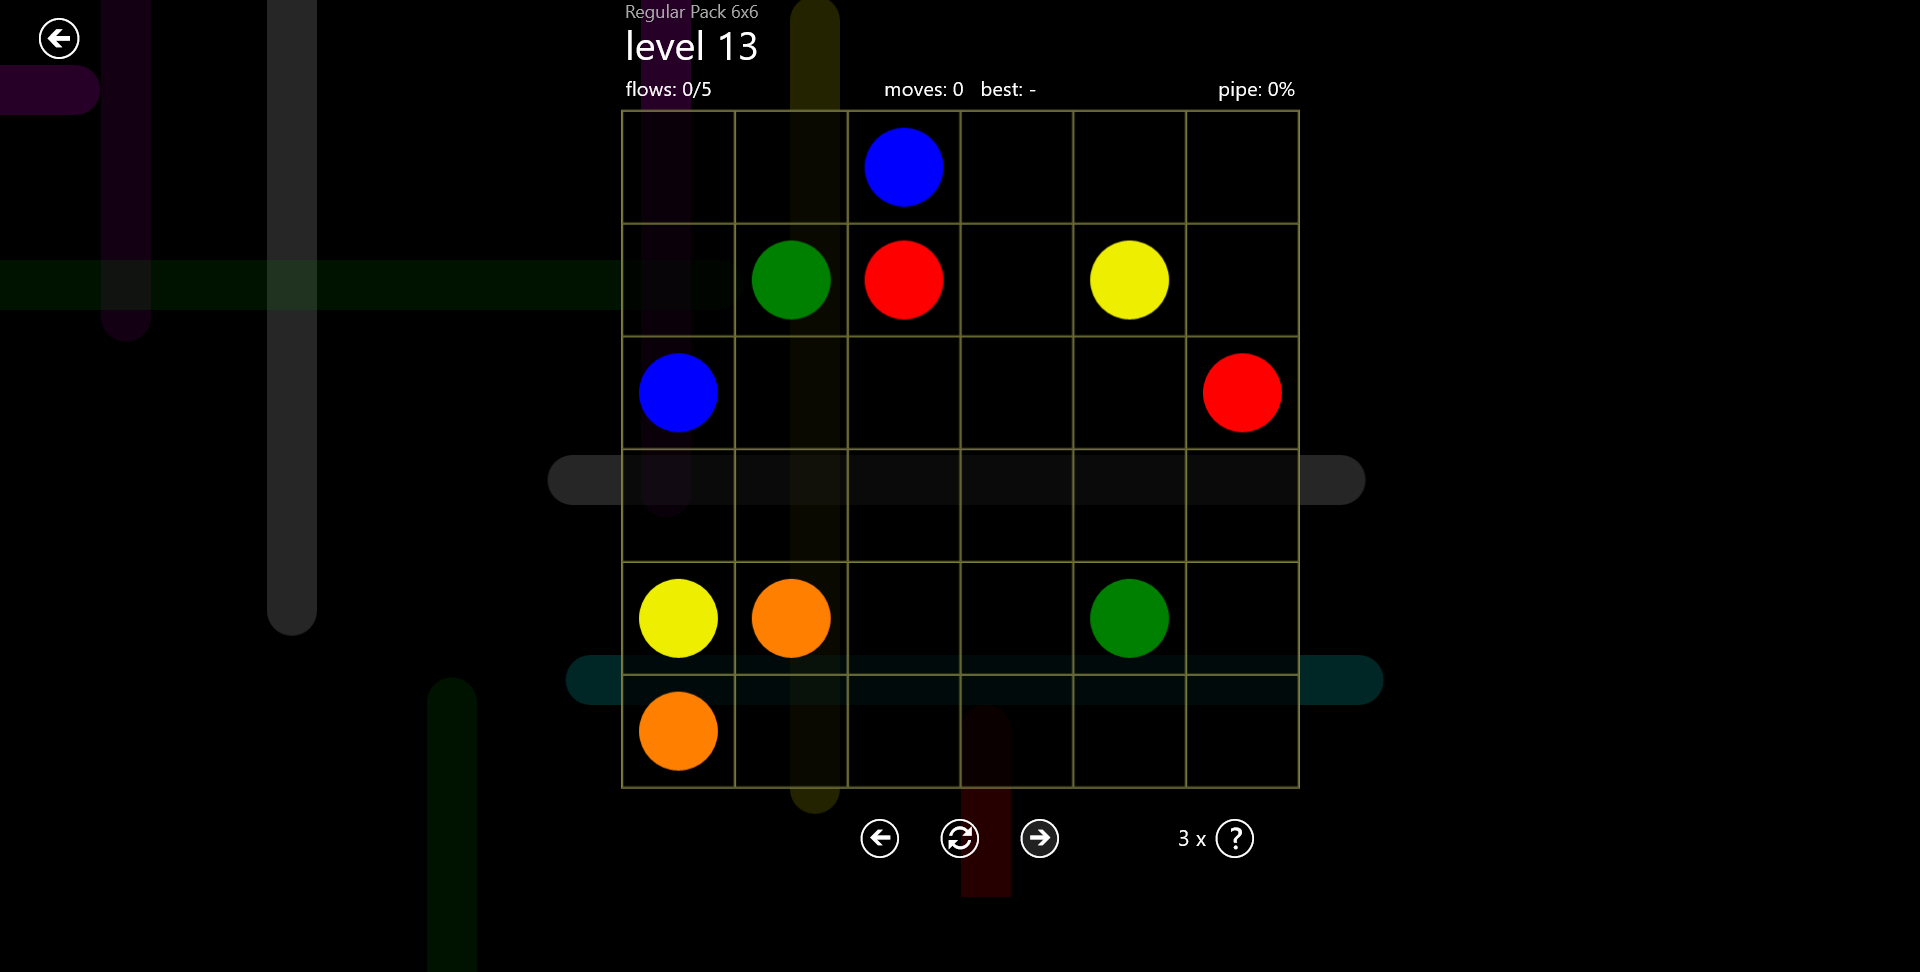 Regular Pack 6x6
level 13
flows: 0/5 moves: 0 best: - pipe: 0%
3 x ?